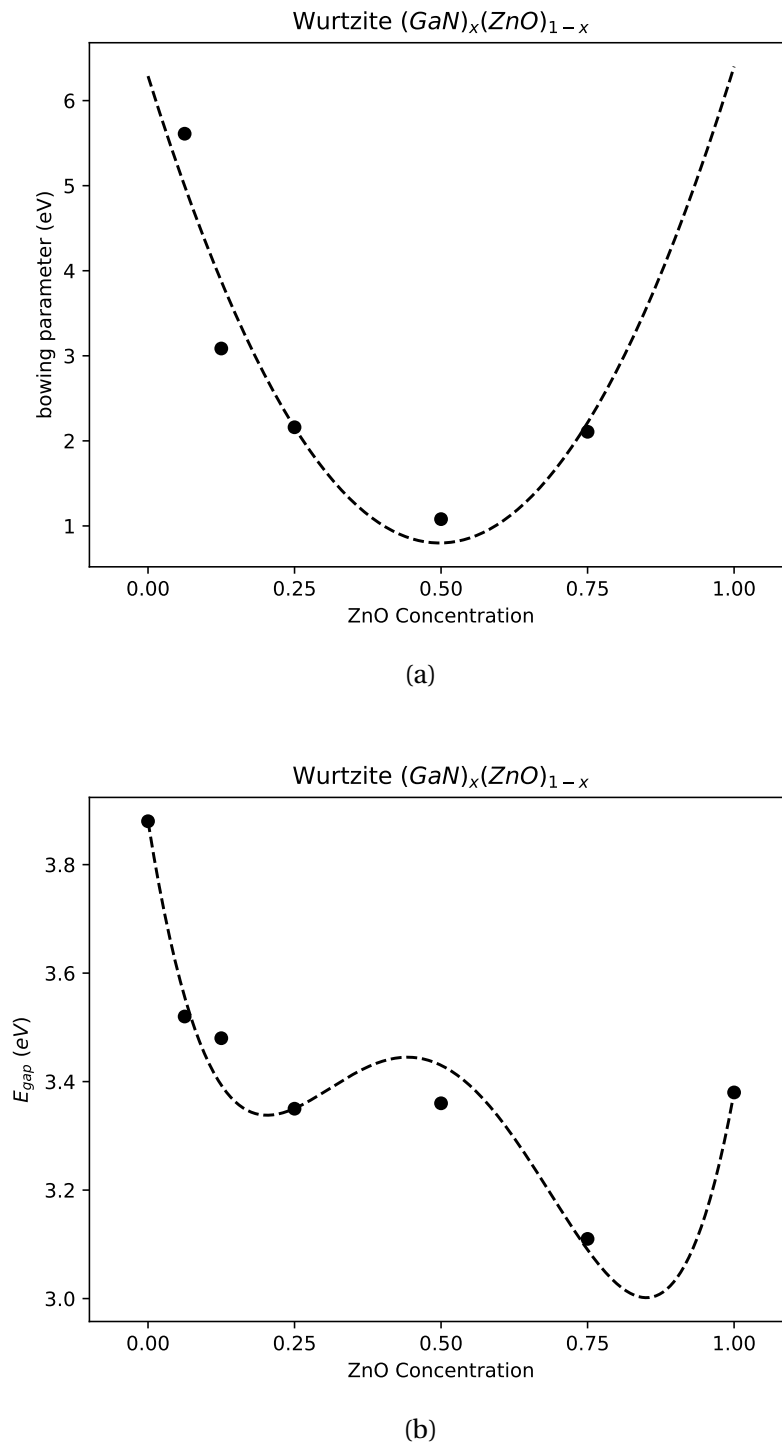 Wurtzite (GaN)ₓ(ZnO)₁₋ₓ
6
5
4
3
2
1
bowing parameter (eV)
0.00 0.25 0.50 0.75 1.00
ZnO Concentration
(a)
Wurtzite (GaN)ₓ(ZnO)₁₋ₓ
3.8
3.6
3.4
3.2
3.0
E_gap (eV)
0.00 0.25 0.50 0.75 1.00
ZnO Concentration
(b)